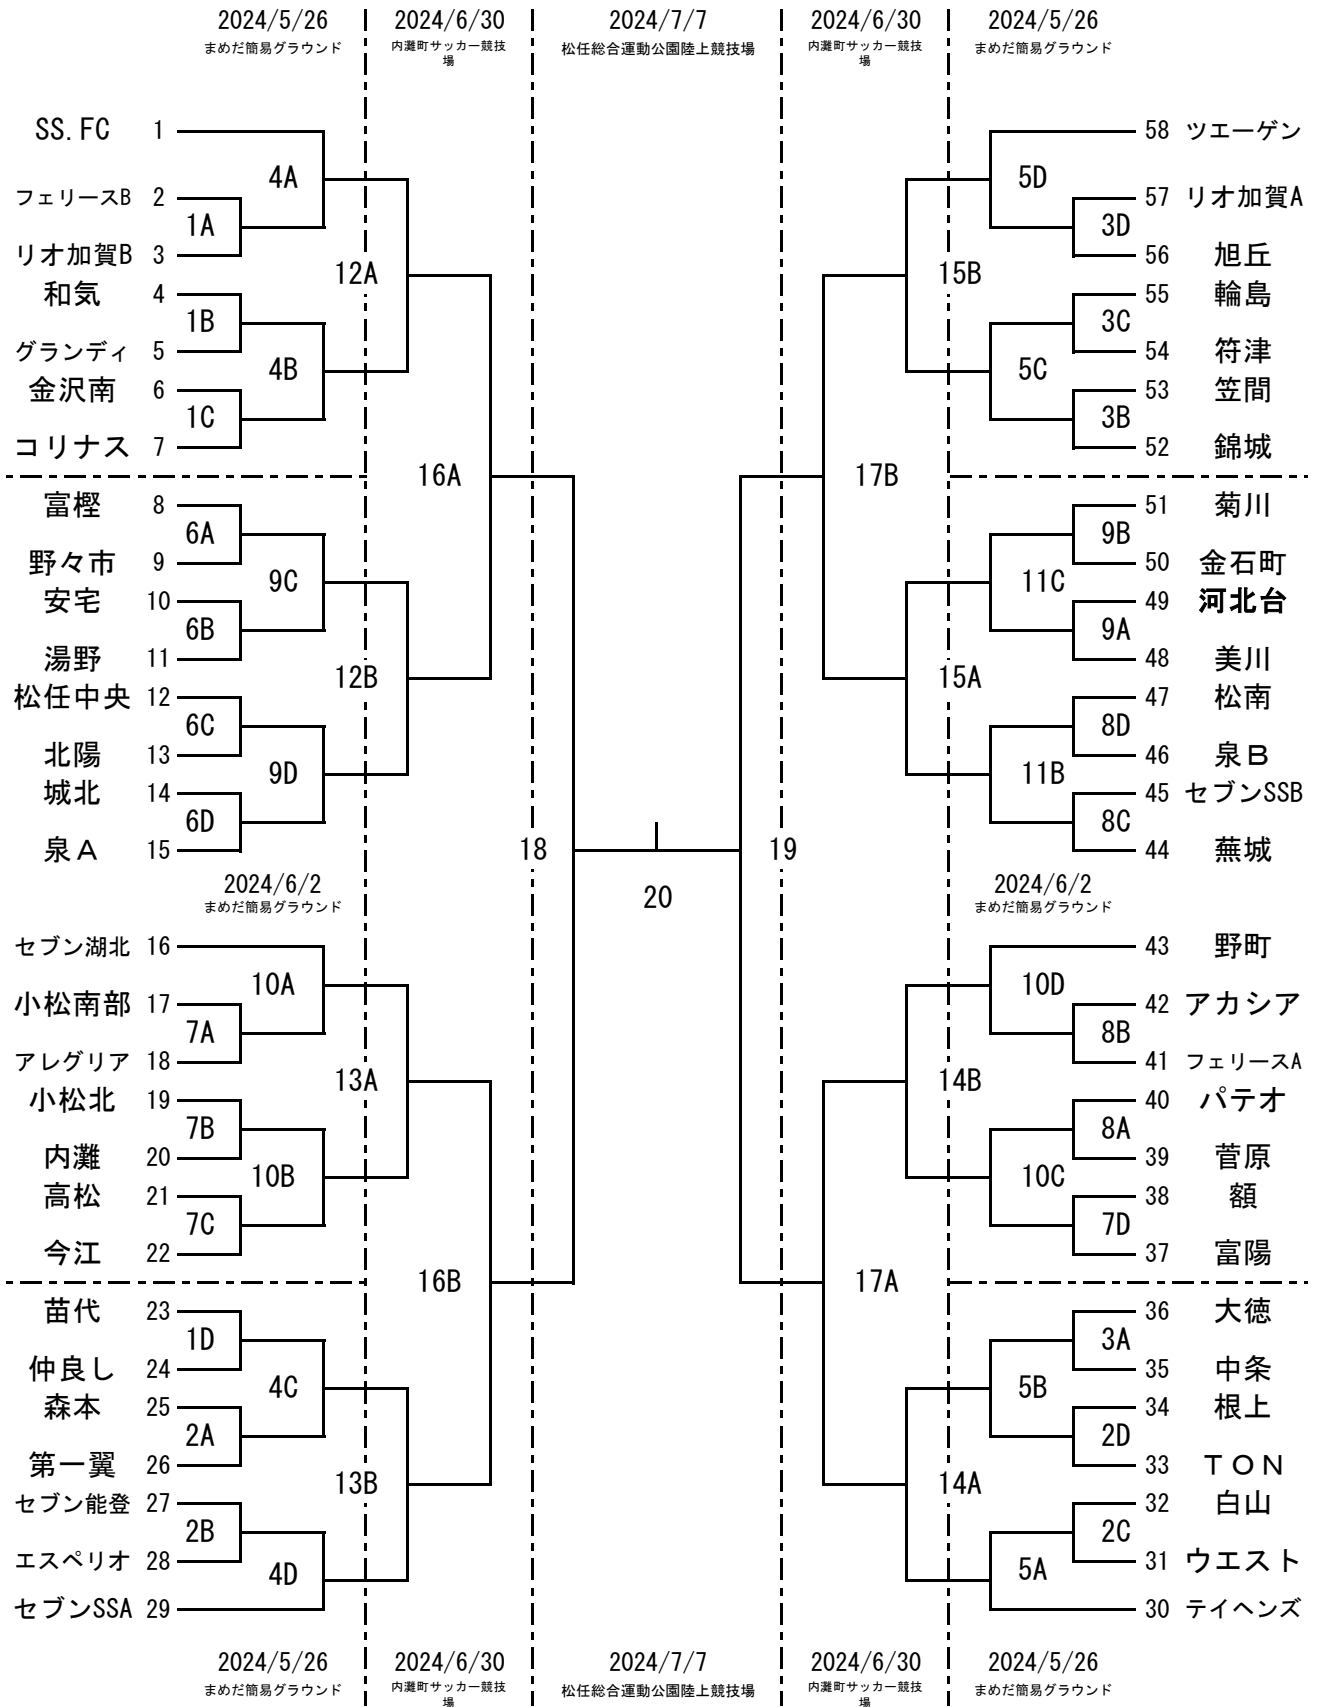 2024/5/26 2024/6/30 2024/7/7 2024/6/30 2024/5/26
まめだ簡易グラウンド 内灘町サッカー競技場 松任総合運動公園陸上競技場 内灘町サッカー競技場 まめだ簡易グラウンド
SS.FC 1 58 ツエーゲン
4A 5D
フェリースB 2 57 リオ加賀A
1A 3D
リオ加賀B 3 56 旭丘
12A 15B
和気 4 55 輪島
1B 3C
グランディ 5 54 符津
4B 5C
金沢南 6 53 笠間
1C 3B
コリナス 7 52 錦城
16A 17B
富樫 8 51 菊川
6A 9B
野々市 9 50 金石町
9C 11C
安宅 10 49 河北台
6B 9A
湯野 11 48 美川
12B 15A
松任中央 12 47 松南
6C 8D
北陽 13 46 泉B
9D 11B
城北 14 45 セブンSSB
6D 8C
泉A 15 44 蕪城
18 19
2024/6/2 2024/6/2
まめだ簡易グラウンド 20 まめだ簡易グラウンド
セブン湖北 16 43 野町
10A 10D
小松南部 17 42 アカシア
7A 8B
アレグリア 18 41 フェリースA
13A 14B
小松北 19 40 パテオ
7B 8A
内灘 20 39 菅原
10B 10C
高松 21 38 額
7C 7D
今江 22 37 富陽
16B 17A
苗代 23 36 大徳
1D 3A
仲良し 24 35 中条
4C 5B
森本 25 34 根上
2A 2D
第一翼 26 33 TON
13B 14A
セブン能登 27 32 白山
2B 2C
エスペリオ 28 31 ウエスト
4D 5A
セブンSSA 29 30 テイヘンズ
2024/5/26 2024/6/30 2024/7/7 2024/6/30 2024/5/26
まめだ簡易グラウンド 内灘町サッカー競技場 松任総合運動公園陸上競技場 内灘町サッカー競技場 まめだ簡易グラウンド